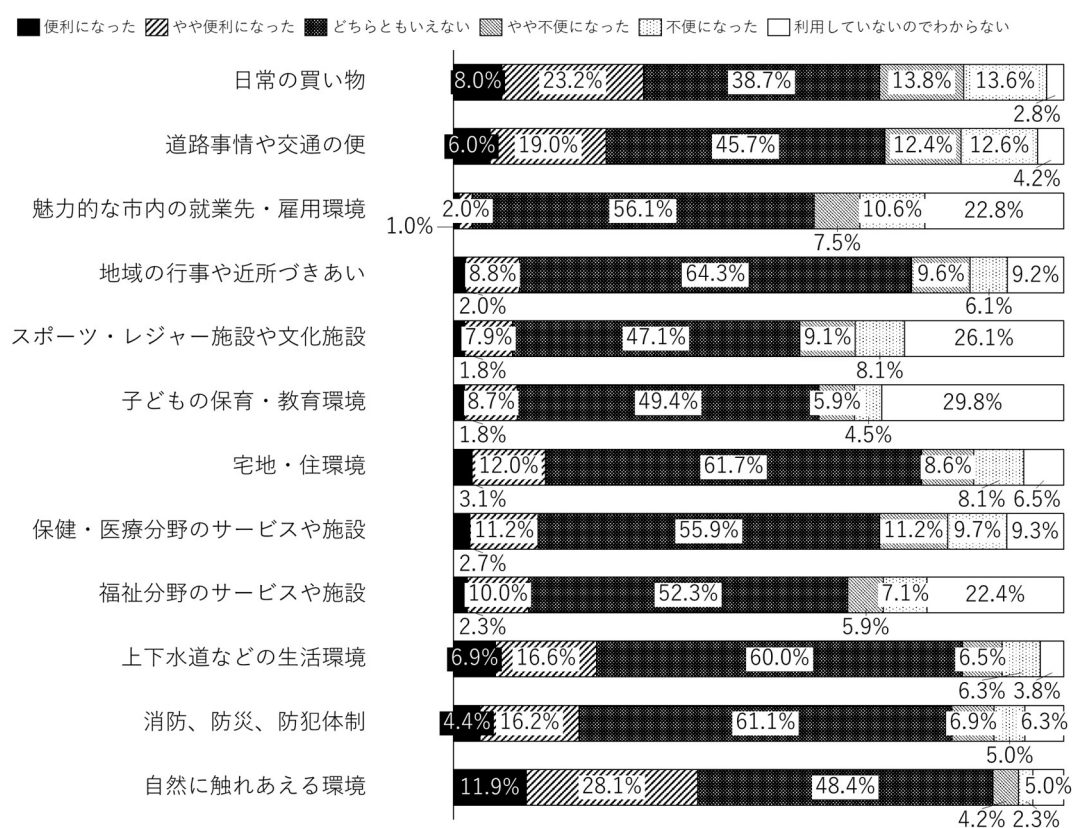 便利になった やや便利になった どちらともいえない やや不便になった 不便になった 利用していないのでわからない
日常の買い物 8.0% 23.2% 38.7% 13.8% 13.6%
2.8%
道路事情や交通の便 6.0% 19.0% 45.7% 12.4% 12.6%
4.2%
魅力的な市内の就業先・雇用環境 2.0% 56.1% 10.6% 22.8%
1.0% 7.5%
地域の行事や近所づきあい 8.8% 64.3% 9.6% 9.2%
2.0% 6.1%
スポーツ・レジャー施設や文化施設 7.9% 47.1% 9.1% 26.1%
1.8% 8.1%
子どもの保育・教育環境 8.7% 49.4% 5.9% 29.8%
1.8% 4.5%
宅地・住環境 12.0% 61.7% 8.6%
3.1% 8.1% 6.5%
保健・医療分野のサービスや施設 11.2% 55.9% 11.2% 9.7% 9.3%
2.7%
福祉分野のサービスや施設 10.0% 52.3% 7.1% 22.4%
2.3% 5.9%
上下水道などの生活環境 6.9% 16.6% 60.0% 6.5%
6.3% 3.8%
消防、防災、防犯体制 4.4% 16.2% 61.1% 6.9% 6.3%
5.0%
自然に触れあえる環境 11.9% 28.1% 48.4% 5.0%
4.2% 2.3%